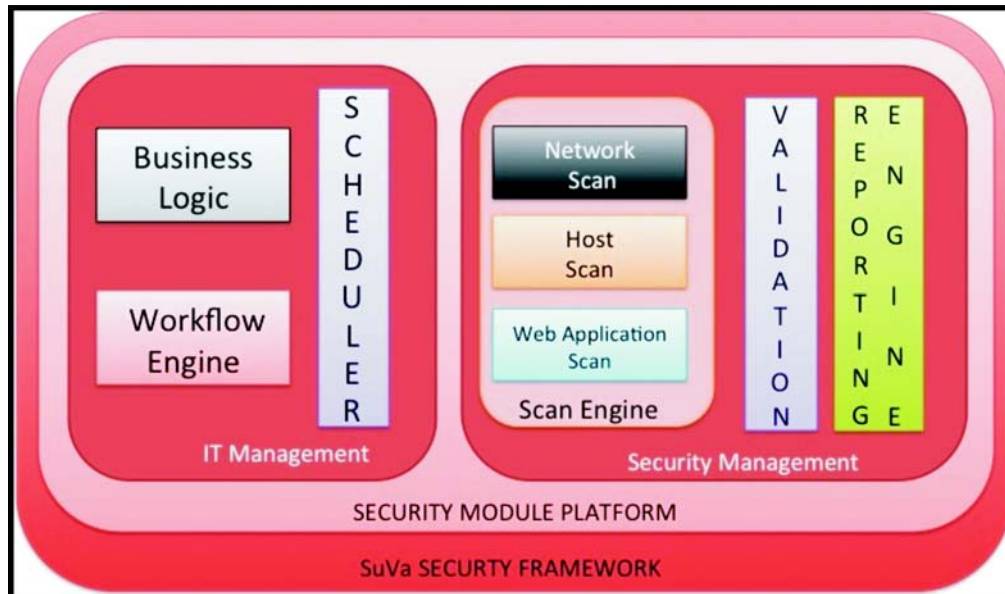 Business
Logic
Workflow
Engine
SCHEDULER
IT Management
Network
Scan
Host
Scan
Web Application
Scan
Scan Engine
VALIDATION
REPORTING
ENGINE
Security Management
SECURITY MODULE PLATFORM
SuVa SECURTY FRAMEWORK